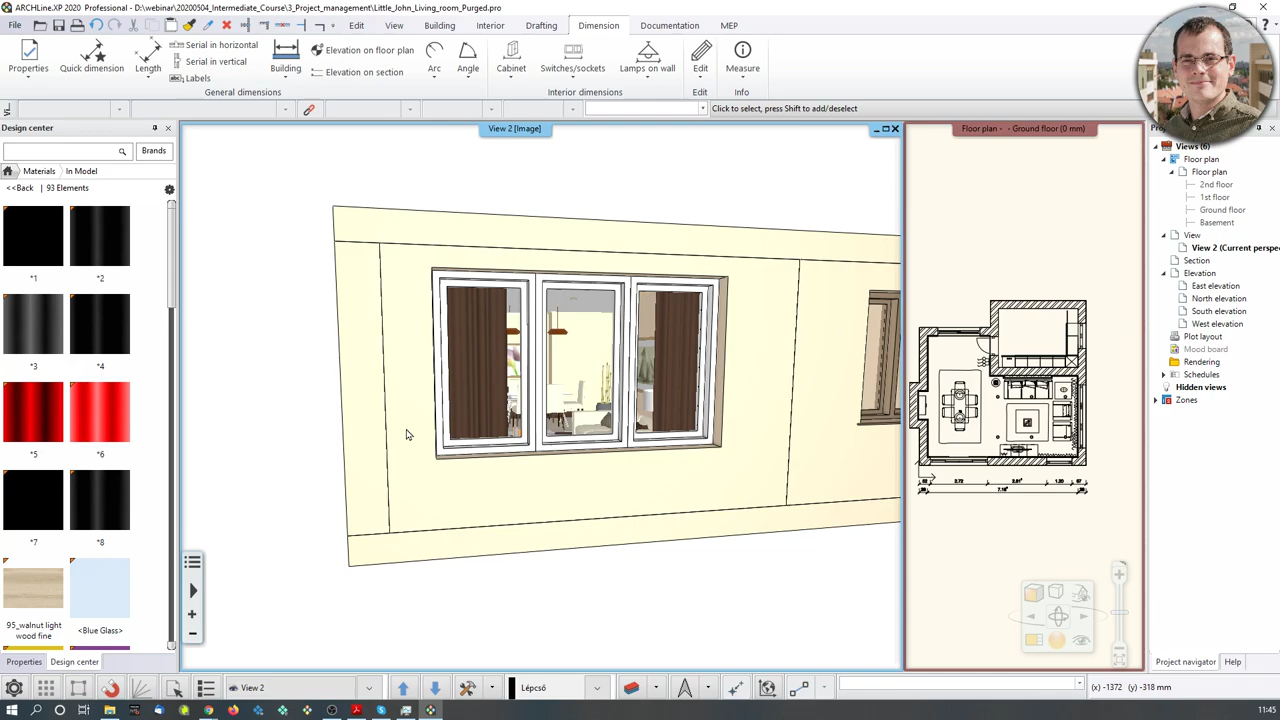 ARCHLine.XP 2020 Professional - D:\webinar\20200504_Intermediate_Course\3_Project_management\Little_John_Living_room_Purged.pro
File
Edit
View
Building
Interior
Drafting
Dimension
Documentation
MEP
Properties
Quick dimension
Length
Serial in horizontal
Serial in vertical
Labels
Building
Elevation on floor plan
Elevation on section
Arc
Angle
Cabinet
Switches/sockets
Lamps on wall
Edit
Measure
General dimensions
Interior dimensions
Edit
Info
Click to select, press Shift to add/deselect
Design center
View 2 [Image]
Floor plan - - Ground floor (0 mm)
Brands
Materials
In Model
<<Back
93 Elements
*1
*2
*3
*4
*5
*6
*7
*8
95_walnut light wood fine
<Blue Glass>
Properties
Design center
Views (6)
Floor plan
Floor plan
2nd floor
1st floor
Ground floor
Basement
View
View 2 (Current perspe
Section
Elevation
East elevation
North elevation
South elevation
West elevation
Plot layout
Mood board
Rendering
Schedules
Hidden views
Zones
Project navigator
Help
View 2
Lépcső
(x) -1372 (y) -318 mm
11:45